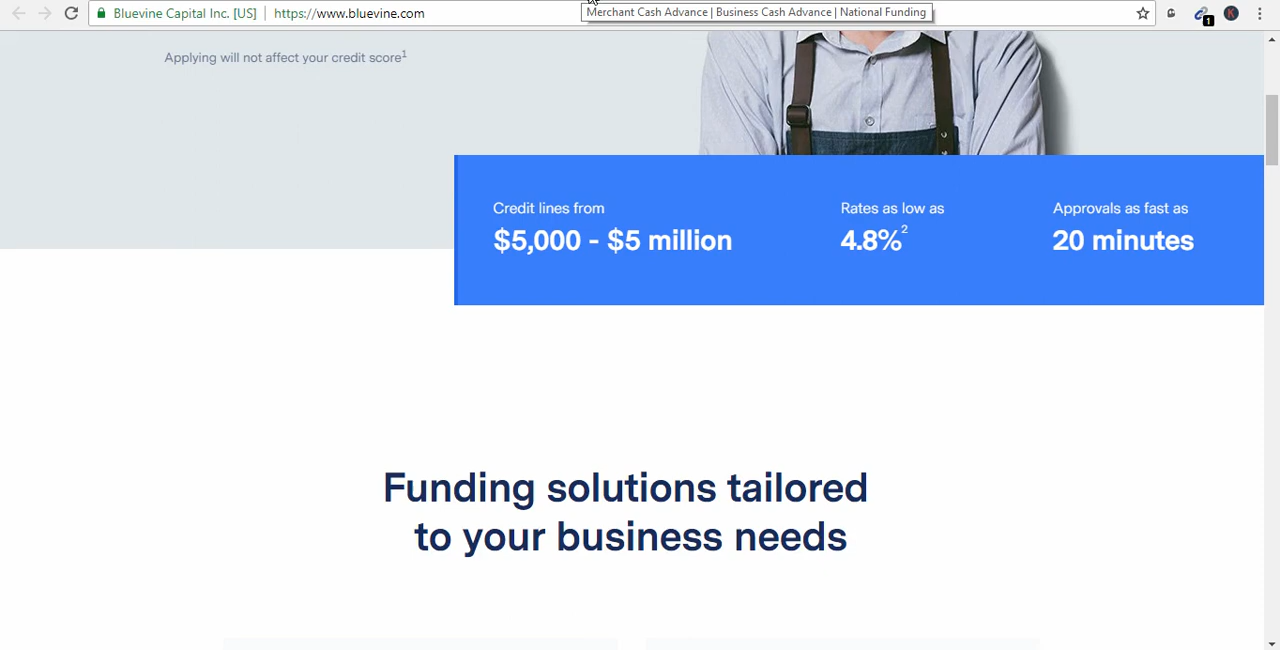 Bluevine Capital Inc. [US] | https://www.bluevine.com
Merchant Cash Advance | Business Cash Advance | National Funding
1
K
Applying will not affect your credit score1
Credit lines from
$5,000 - $5 million
Rates as low as
4.8%2
Approvals as fast as
20 minutes
Funding solutions tailored
to your business needs